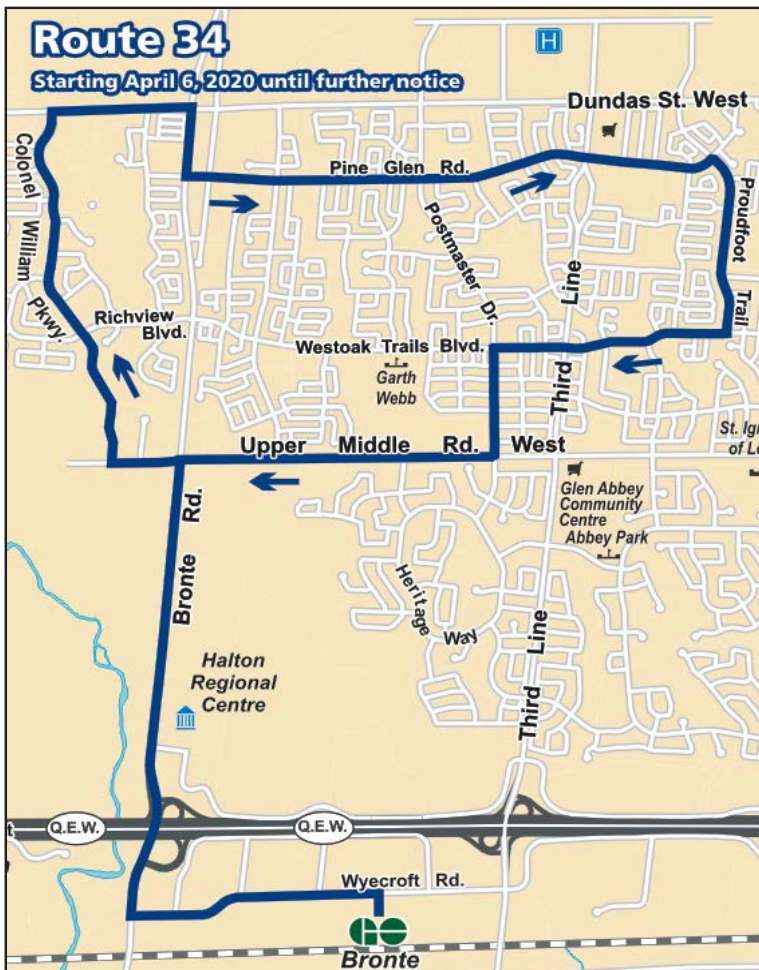 Route 34
Starting April 6, 2020 until further notice
H
Dundas St. West
Colonel William Pkwy.
Pine Glen Rd.
Proudfoot Trail
Postmaster Dr.
Third Line
Richview
Blvd.
Westoak Trails Blvd.
Garth
Webb
Upper Middle Rd. West
St. Ig
of L
Glen Abbey
Community
Centre
Abbey Park
Bronte Rd.
Heritage Way
Halton
Regional
Centre
Third Line
Q.E.W.
Q.E.W.
Wyecroft Rd.
GO
Bronte